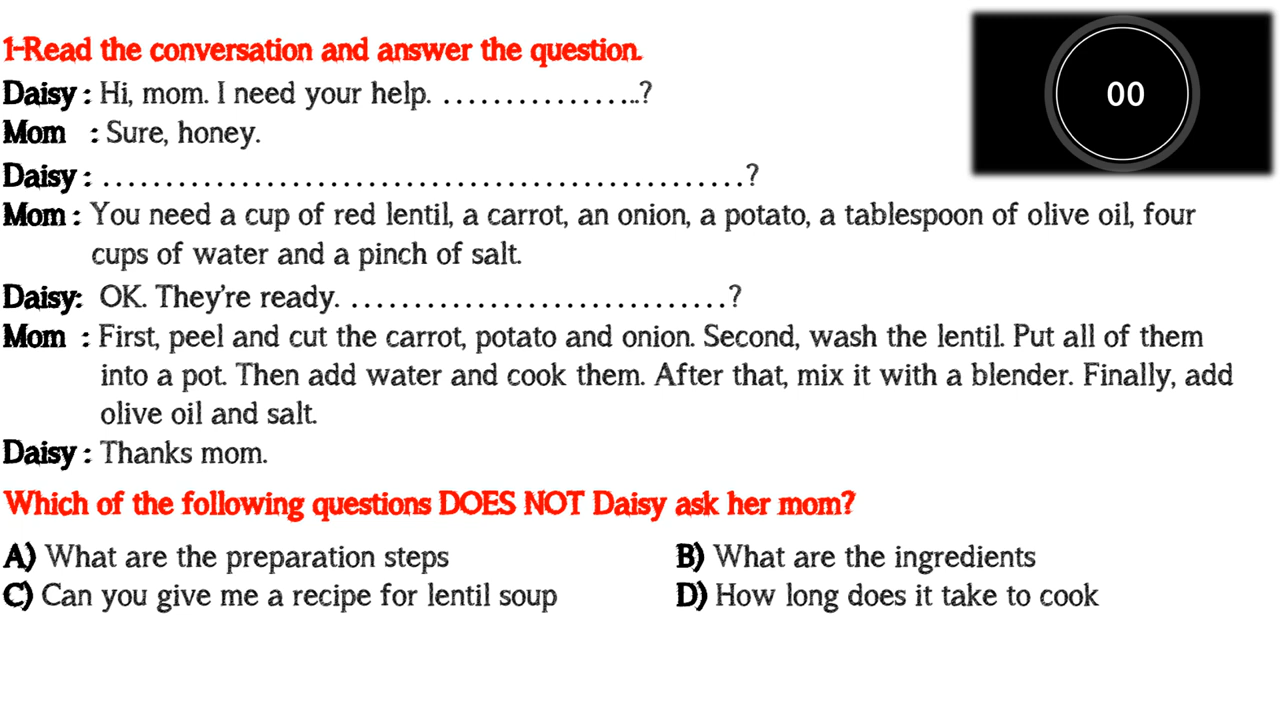 1-Read the conversation and answer the question.
00
Daisy : Hi, mom. I need your help. ……………..?
Mom : Sure, honey.
Daisy : ……………………………………………?
Mom : You need a cup of red lentil, a carrot, an onion, a potato, a tablespoon of olive oil, four
cups of water and a pinch of salt.
Daisy: OK. They're ready. …………………………?
Mom : First, peel and cut the carrot, potato and onion. Second, wash the lentil. Put all of them
into a pot. Then add water and cook them. After that, mix it with a blender. Finally, add
olive oil and salt.
Daisy : Thanks mom.
Which of the following questions DOES NOT Daisy ask her mom?
A) What are the preparation steps
B) What are the ingredients
C) Can you give me a recipe for lentil soup
D) How long does it take to cook